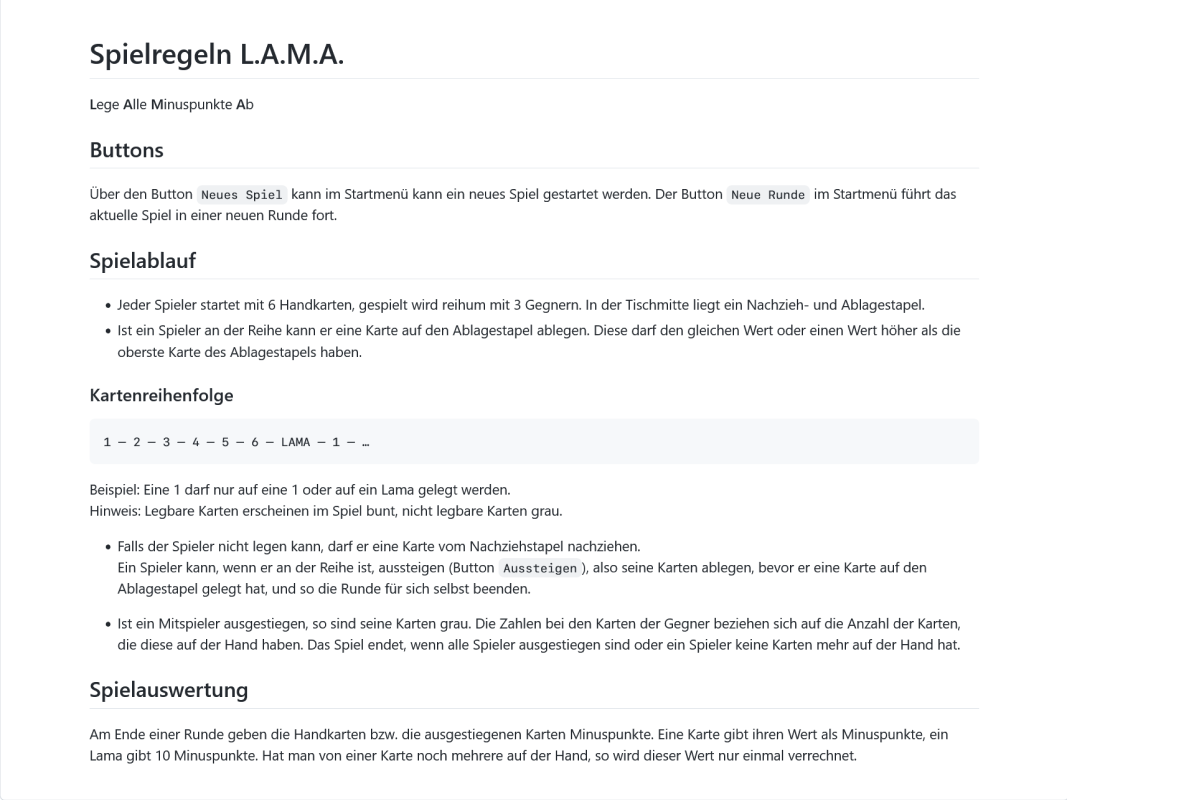 Spielregeln L.A.M.A.
Lege Alle Minuspunkte Ab
Buttons
Über den Button Neues Spiel kann im Startmenü kann ein neues Spiel gestartet werden. Der Button Neue Runde im Startmenü führt das
aktuelle Spiel in einer neuen Runde fort.
Spielablauf
• Jeder Spieler startet mit 6 Handkarten, gespielt wird reihum mit 3 Gegnern. In der Tischmitte liegt ein Nachzieh- und Ablagestapel.
• Ist ein Spieler an der Reihe kann er eine Karte auf den Ablagestapel ablegen. Diese darf den gleichen Wert oder einen Wert höher als die
oberste Karte des Ablagestapels haben.
Kartenreihenfolge
1 – 2 – 3 – 4 – 5 – 6 – LAMA – 1 – …
Beispiel: Eine 1 darf nur auf eine 1 oder auf ein Lama gelegt werden.
Hinweis: Legbare Karten erscheinen im Spiel bunt, nicht legbare Karten grau.
• Falls der Spieler nicht legen kann, darf er eine Karte vom Nachziehstapel nachziehen.
Ein Spieler kann, wenn er an der Reihe ist, aussteigen (Button Aussteigen), also seine Karten ablegen, bevor er eine Karte auf den
Ablagestapel gelegt hat, und so die Runde für sich selbst beenden.
• Ist ein Mitspieler ausgestiegen, so sind seine Karten grau. Die Zahlen bei den Karten der Gegner beziehen sich auf die Anzahl der Karten,
die diese auf der Hand haben. Das Spiel endet, wenn alle Spieler ausgestiegen sind oder ein Spieler keine Karten mehr auf der Hand hat.
Spielauswertung
Am Ende einer Runde geben die Handkarten bzw. die ausgestiegenen Karten Minuspunkte. Eine Karte gibt ihren Wert als Minuspunkte, ein
Lama gibt 10 Minuspunkte. Hat man von einer Karte noch mehrere auf der Hand, so wird dieser Wert nur einmal verrechnet.